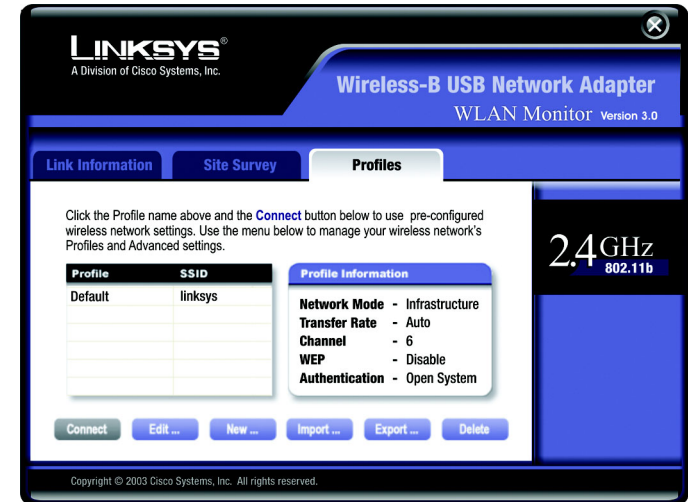 LINKSYS®
A Division of Cisco Systems, Inc.
Wireless-B USB Network Adapter
WLAN Monitor Version 3.0
Link Information Site Survey Profiles
Click the Profile name above and the Connect button below to use pre-configured
wireless network settings. Use the menu below to manage your wireless network's
Profiles and Advanced settings.
Profile SSID
Default linksys
Profile Information
Network Mode - Infrastructure
Transfer Rate - Auto
Channel - 6
WEP - Disable
Authentication - Open System
2.4GHz
802.11b
Connect Edit ... New ... Import ... Export ... Delete
Copyright © 2003 Cisco Systems, Inc. All rights reserved.